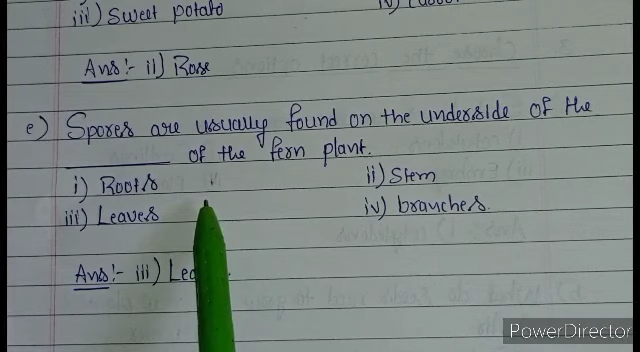 iii) Sweet potato
Ans:- ii) Rose
e) Spores are usually found on the underside of the
________ of the fern plant.
i) Roots ii) Stem
iii) Leaves iv) branches.
Ans:- iii) Lea
PowerDirector